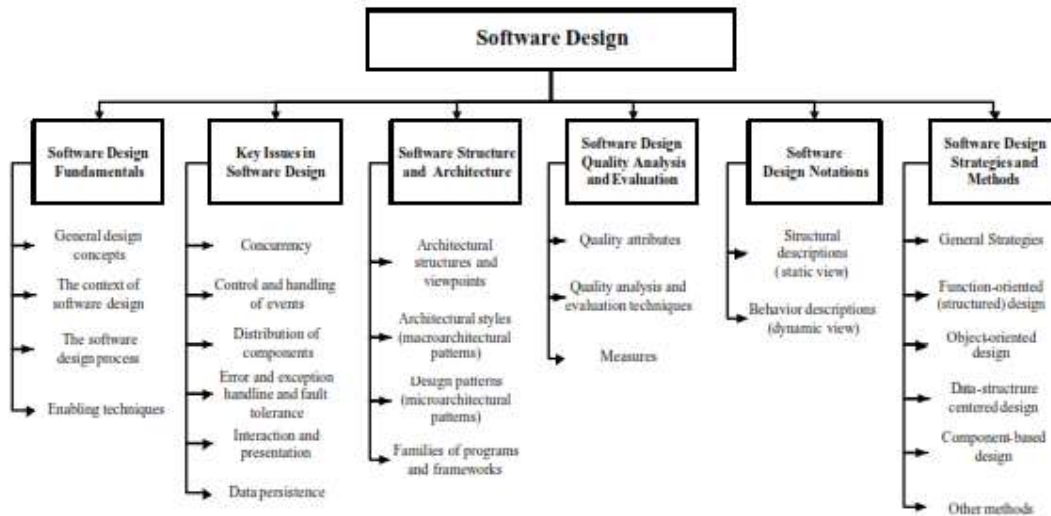 Software Design
Software Design
Fundamentals
General design
concepts
The context of
software design
The software
design process
Enabling techniques
Key Issues in
Software Design
Concurrency
Control and handling
of events
Distribution of
components
Error and exception
handline and fault
tolerance
Interaction and
presentation
Data persistence
Software Structure
and Architecture
Architectural
structures and
viewpoints
Architectural styles
(macroarchitectural
patterns)
Design patterns
(microarchitectural
patterns)
Families of programs
and frameworks
Software Design
Quality Analysis
and Evaluation
Quality attributes
Quality analysis and
evaluation techniques
Measures
Software
Design Notations
Structural
descriptions
(static view)
Behavior descriptions
(dynamic view)
Software Design
Strategies and
Methods
General Strategies
Function-oriented
(structured) design
Object-oriented
design
Data-structrure
centered design
Component-based
design
Other methods